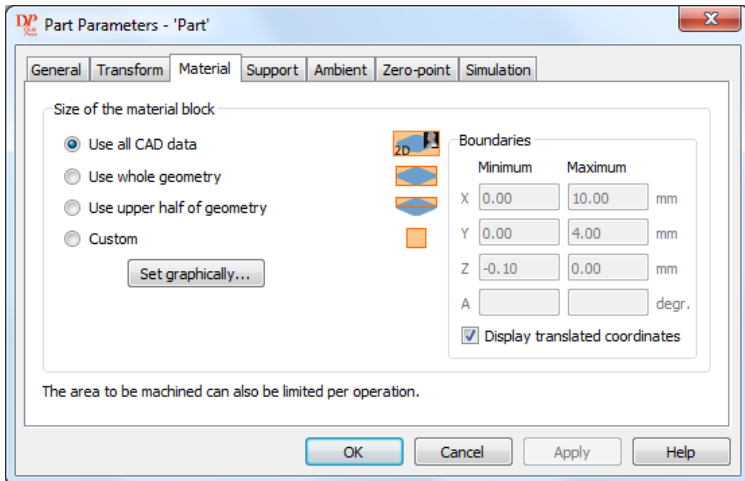 DP
Part Parameters - 'Part'
General Transform Material Support Ambient Zero-point Simulation
Size of the material block
Use all CAD data
2D
Use whole geometry
Use upper half of geometry
Custom
Set graphically...
Boundaries
Minimum Maximum
X 0.00 10.00 mm
Y 0.00 4.00 mm
Z -0.10 0.00 mm
A degr.
Display translated coordinates
The area to be machined can also be limited per operation.
OK Cancel Apply Help